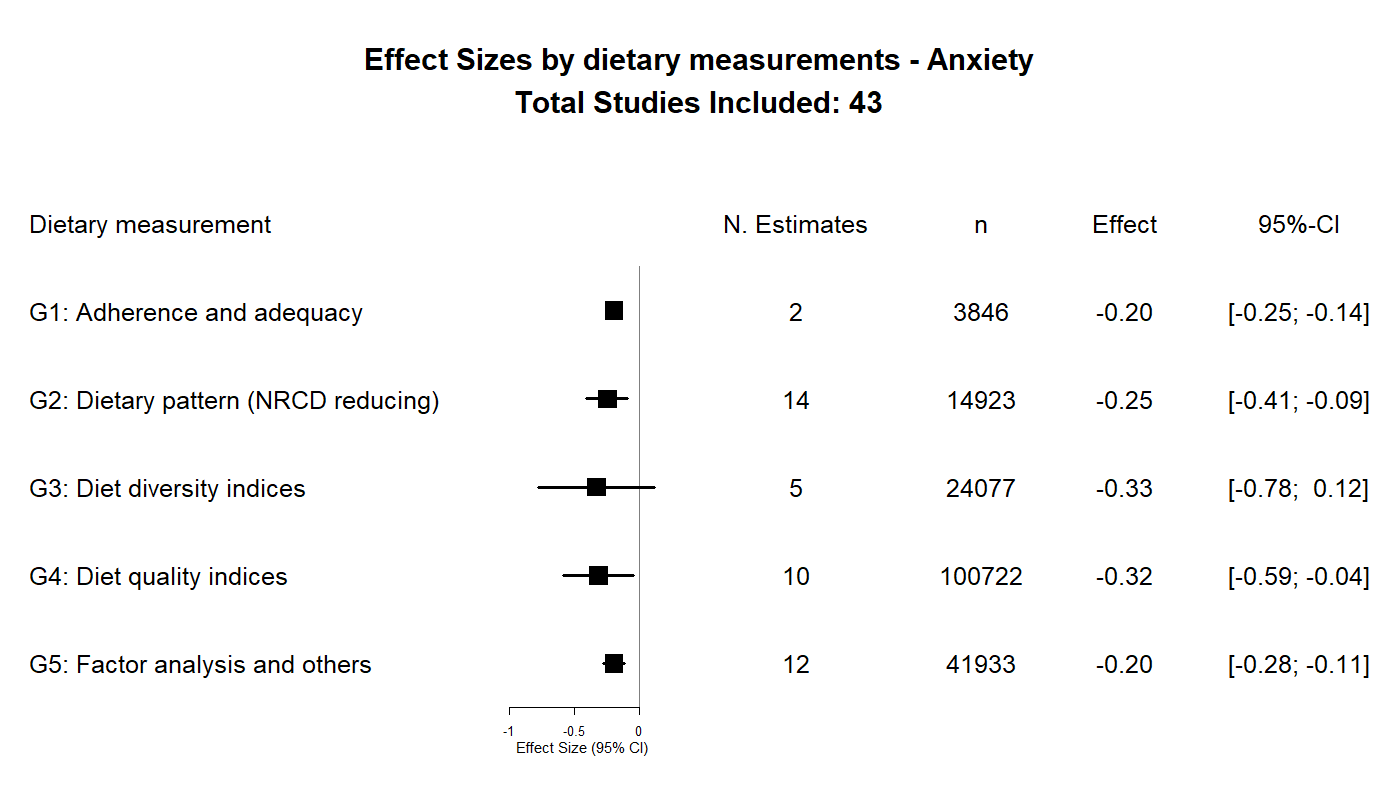 Effect Sizes by dietary measurements - Anxiety
Total Studies Included: 43
Dietary measurement N. Estimates n Effect 95%-CI
G1: Adherence and adequacy 2 3846 -0.20 [-0.25; -0.14]
G2: Dietary pattern (NRCD reducing) 14 14923 -0.25 [-0.41; -0.09]
G3: Diet diversity indices 5 24077 -0.33 [-0.78; 0.12]
G4: Diet quality indices 10 100722 -0.32 [-0.59; -0.04]
G5: Factor analysis and others 12 41933 -0.20 [-0.28; -0.11]
-1 -0.5 0
Effect Size (95% CI)